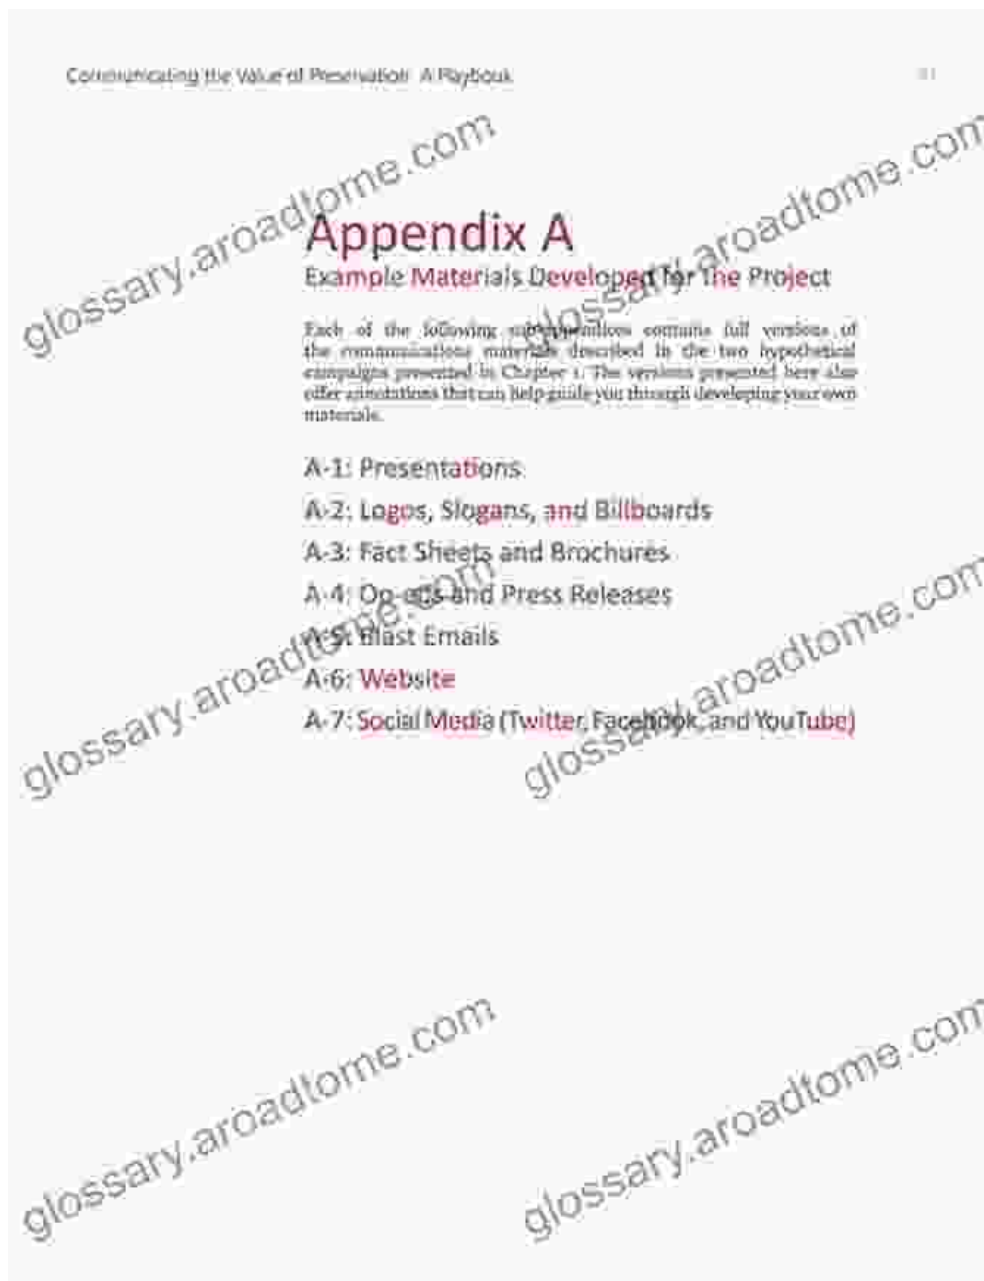 Communicating the Value of Preservation: A Playbook
Appendix A
Example Materials Developed for the Project
Each of the following subappendices contains full versions of
the communications materials described in the two hypothetical
campaigns presented in Chapter 1. The versions presented here also
offer annotations that can help guide you through developing your own
materials.
A-1: Presentations
A-2: Logos, Slogans, and Billboards
A-3: Fact Sheets and Brochures
A-4: Op-eds and Press Releases
A-5: Blast Emails
A-6: Website
A-7: Social Media (Twitter, Facebook, and YouTube)
glossary.aroadtome.com
glossary.aroadtome.com
glossary.aroadtome.com
glossary.aroadtome.com
glossary.aroadtome.com
glossary.aroadtome.com